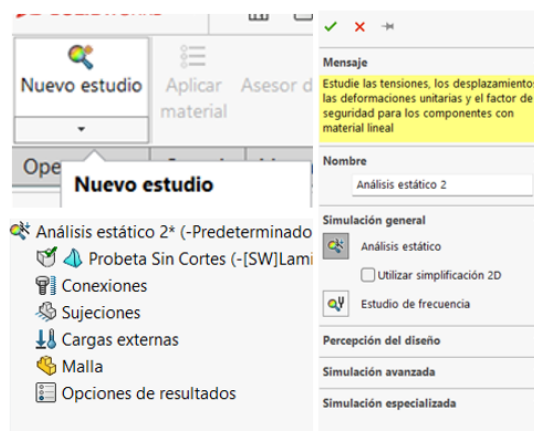 Nuevo estudio
Aplicar
material
Asesor d
Nuevo estudio
Análisis estático 2* (-Predeterminado
Probeta Sin Cortes (-[SW]Lami
Conexiones
Sujeciones
Cargas externas
Malla
Opciones de resultados
Mensaje
Estudie las tensiones, los desplazamientos
las deformaciones unitarias y el factor de
seguridad para los componentes con
material lineal
Nombre
Análisis estático 2
Simulación general
Análisis estático
Utilizar simplificación 2D
Estudio de frecuencia
Percepción del diseño
Simulación avanzada
Simulación especializada